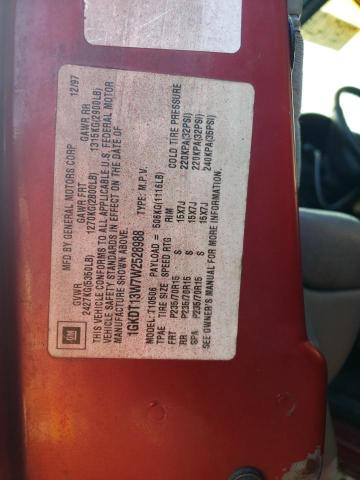 GM
MFD BY GENERAL MOTORS CORP 12/97
GVWR GAWR FRT GAWR RR
2427KG(5350LB) 1270KG(2800LB) 1315KG(2900LB)
THIS VEHICLE CONFORMS TO ALL APPLICABLE U.S. FEDERAL MOTOR
VEHICLE SAFETY STANDARDS IN EFFECT ON THE DATE OF
MANUFACTURE SHOWN ABOVE.
1GKDT13W7W2528988 TYPE: M.P.V.
T10506 PAYLOAD = 506KG(1116LB)
TPAE TIRE SIZE SPEED RTG RIM COLD TIRE PRESSURE
FRT P235/70R15 S 15X7J 220KPA(32PSI)
RR P235/70R15 S 15X7J 220KPA(32PSI)
SPA P235/70R15 S 15X7J 240KPA(35PSI)
SEE OWNER'S MANUAL FOR MORE INFORMATION.